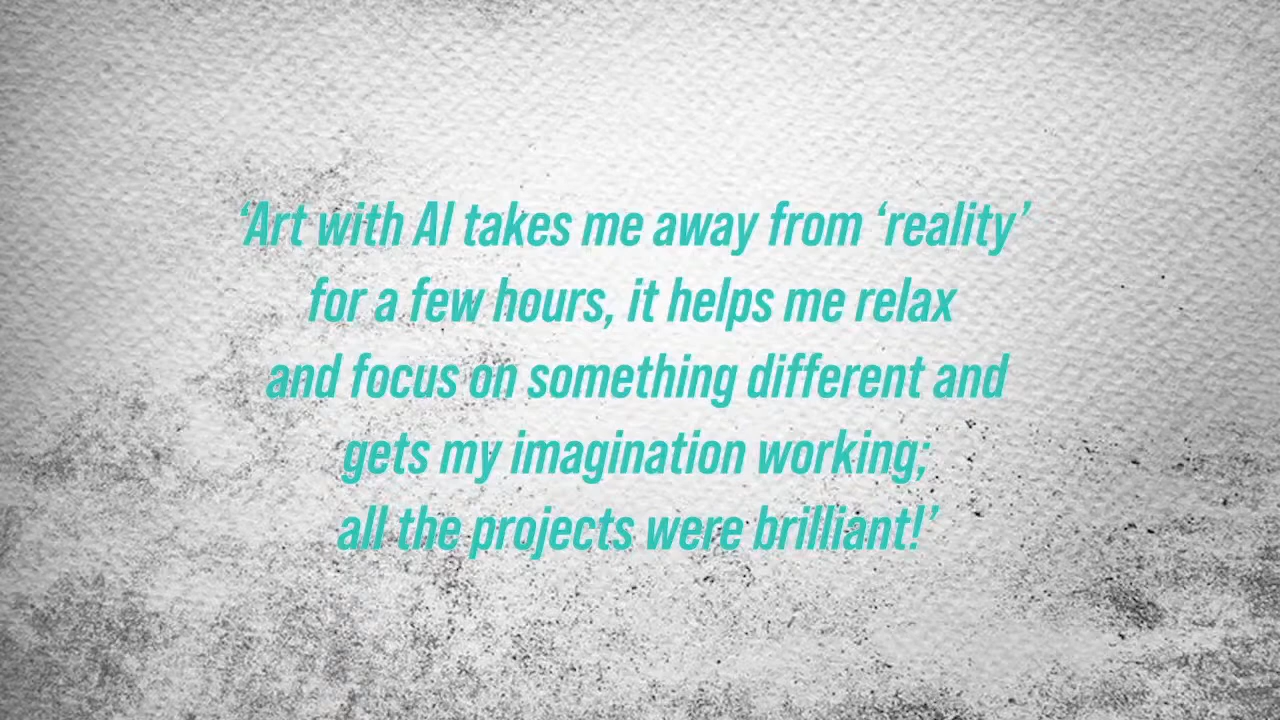 ‘Art with Al takes me away from ‘reality’
for a few hours, it helps me relax
and focus on something different and
gets my imagination working;
all the projects were brilliant!’